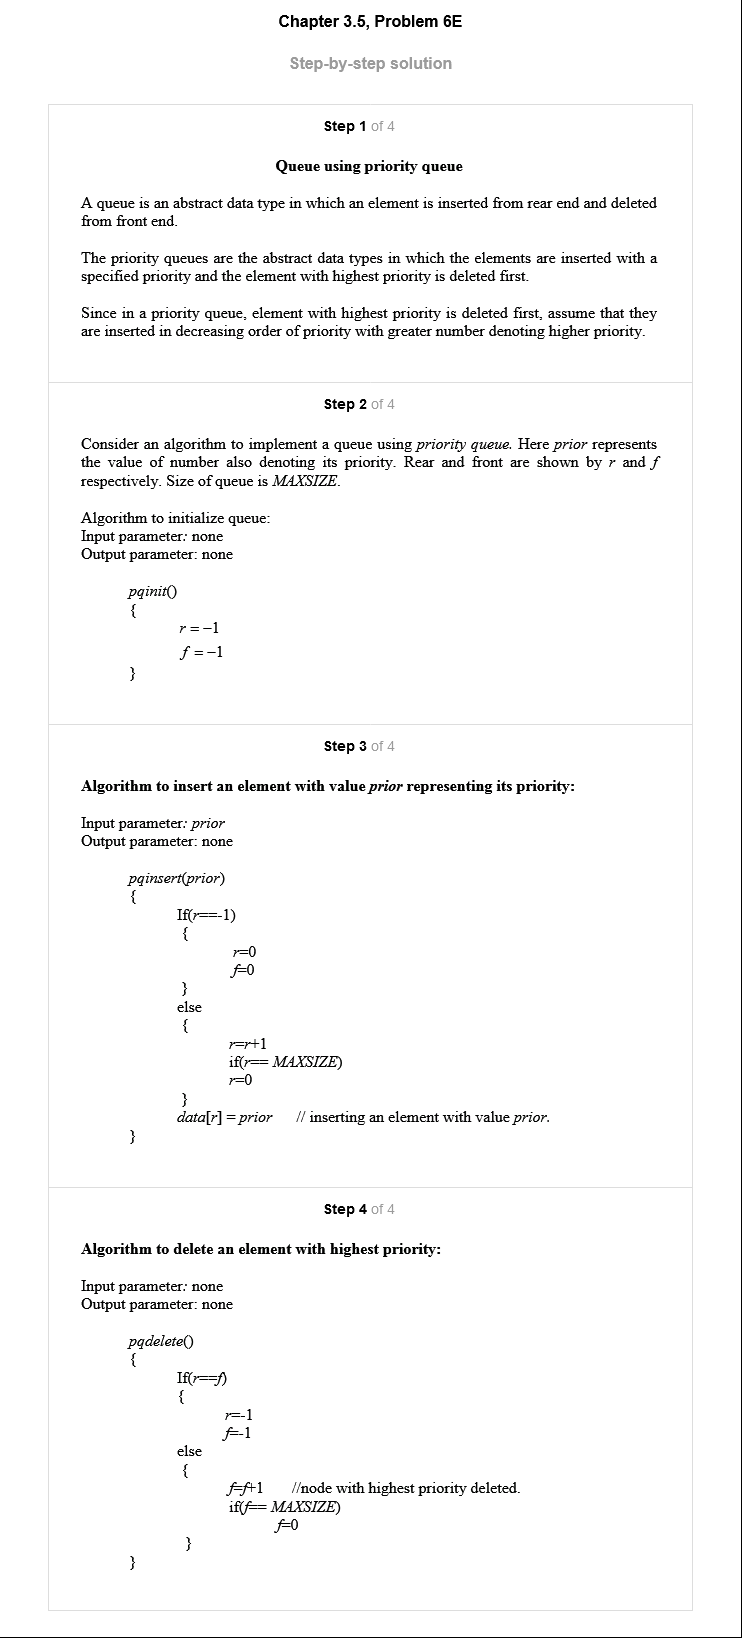 Chapter 3.5, Problem 6E
Step-by-step solution
Step 1 of 4
Queue using priority queue
A queue is an abstract data type in which an element is inserted from rear end and deleted
from front end.
The priority queues are the abstract data types in which the elements are inserted with a
specified priority and the element with highest priority is deleted first.
Since in a priority queue, element with highest priority is deleted first, assume that they
are inserted in decreasing order of priority with greater number denoting higher priority.
Step 2 of 4
Consider an algorithm to implement a queue using priority queue. Here prior represents
the value of number also denoting its priority. Rear and front are shown by r and f
respectively. Size of queue is MAXSIZE.
Algorithm to initialize queue:
Input parameter: none
Output parameter: none
pqinit()
{
r = −1
f = −1
}
Step 3 of 4
Algorithm to insert an element with value prior representing its priority:
Input parameter: prior
Output parameter: none
pqinsert(prior)
{
If(r==-1)
{
r=0
f=0
}
else
{
r=r+1
if(r== MAXSIZE)
r=0
}
data[r] = prior // inserting an element with value prior.
}
Step 4 of 4
Algorithm to delete an element with highest priority:
Input parameter: none
Output parameter: none
pqdelete()
{
If(r==f)
{
r=-1
f=-1
else
{
f=f+1 //node with highest priority deleted.
if(f== MAXSIZE)
f=0
}
}